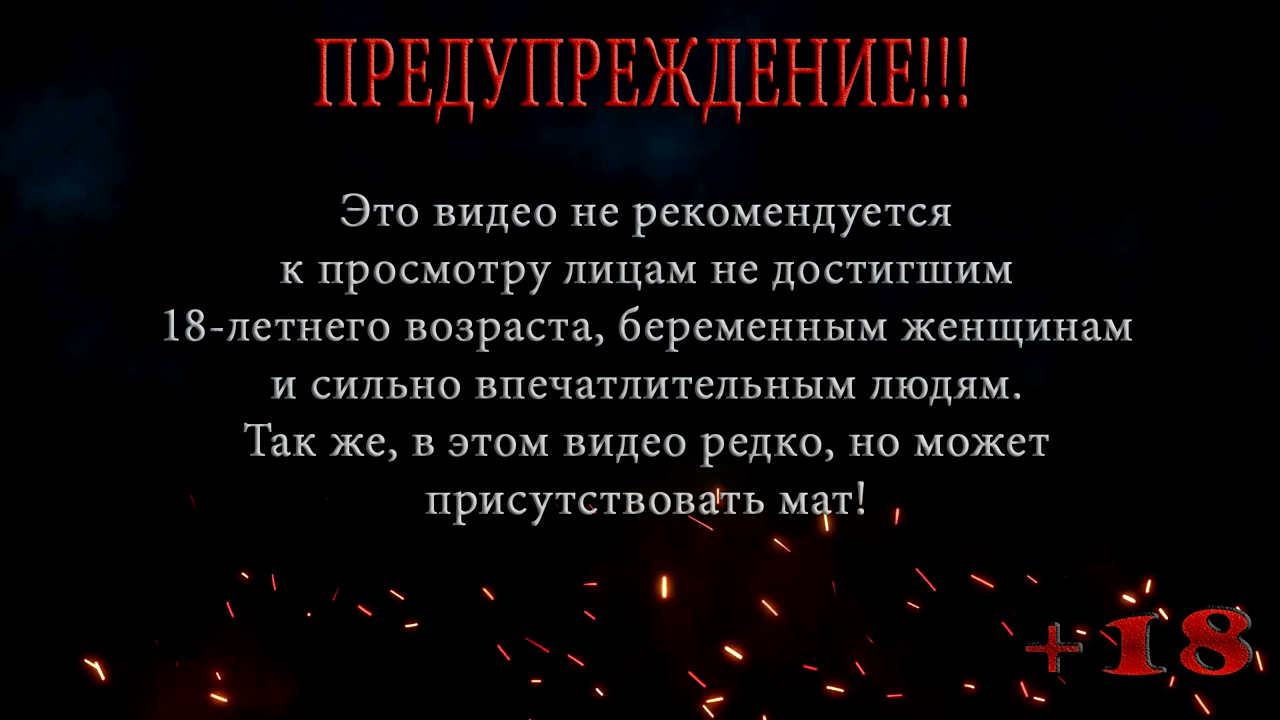 ПРЕДУПРЕЖДЕНИЕ!!!
Это видео не рекомендуется
к просмотру лицам не достигшим
18-летнего возраста, беременным женщинам
и сильно впечатлительным людям.
Так же, в этом видео редко, но может
присутствовать мат!
+18